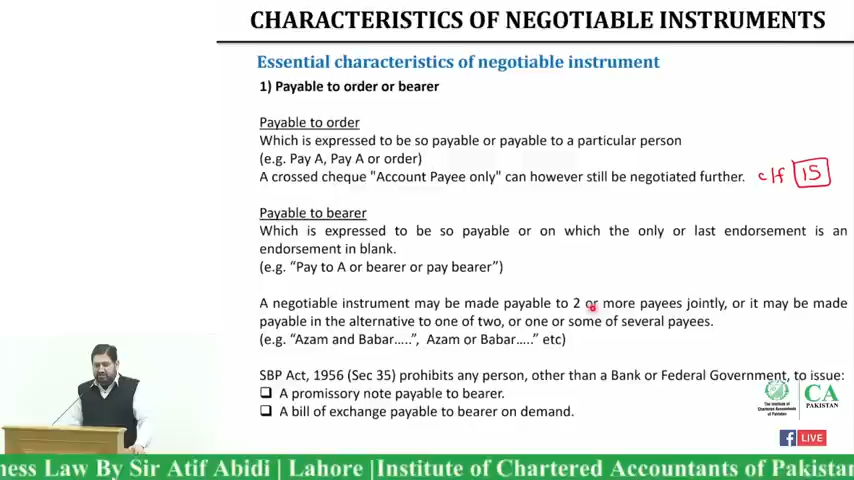 CHARACTERISTICS OF NEGOTIABLE INSTRUMENTS
Essential characteristics of negotiable instrument
1) Payable to order or bearer
Payable to order
Which is expressed to be so payable or payable to a particular person
(e.g. Pay A, Pay A or order)
A crossed cheque "Account Payee only" can however still be negotiated further. c/f 15
Payable to bearer
Which is expressed to be so payable or on which the only or last endorsement is an
endorsement in blank.
(e.g. “Pay to A or bearer or pay bearer”)
A negotiable instrument may be made payable to 2 or more payees jointly, or it may be made
payable in the alternative to one of two, or one or some of several payees.
(e.g. “Azam and Babar…..”, Azam or Babar…..” etc)
SBP Act, 1956 (Sec 35) prohibits any person, other than a Bank or Federal Government, to issue:
A promissory note payable to bearer.
A bill of exchange payable to bearer on demand.
The Institute of
Chartered Accountants
of Pakistan
CA
PAKISTAN
f LIVE
ness Law By Sir Atif Abidi | Lahore |Institute of Chartered Accountants of Pakistan